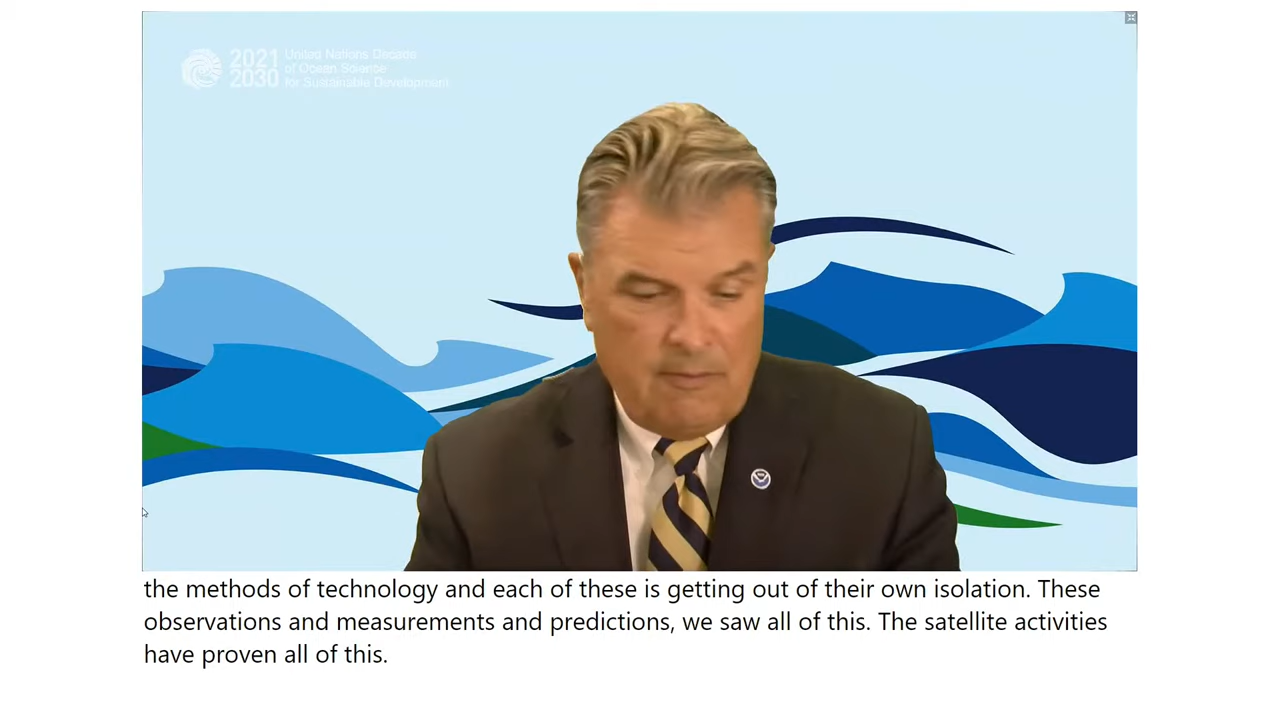 2021
2030
United Nations Decade
of Ocean Science
for Sustainable Development
the methods of technology and each of these is getting out of their own isolation. These
observations and measurements and predictions, we saw all of this. The satellite activities
have proven all of this.